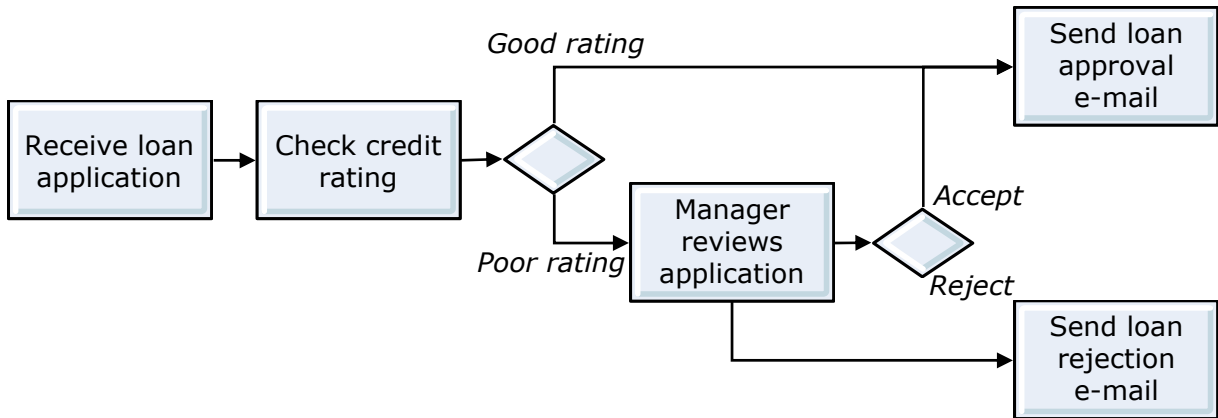 Receive loan
application
Check credit
rating
Good rating
Poor rating
Manager
reviews
application
Accept
Reject
Send loan
approval
e-mail
Send loan
rejection
e-mail